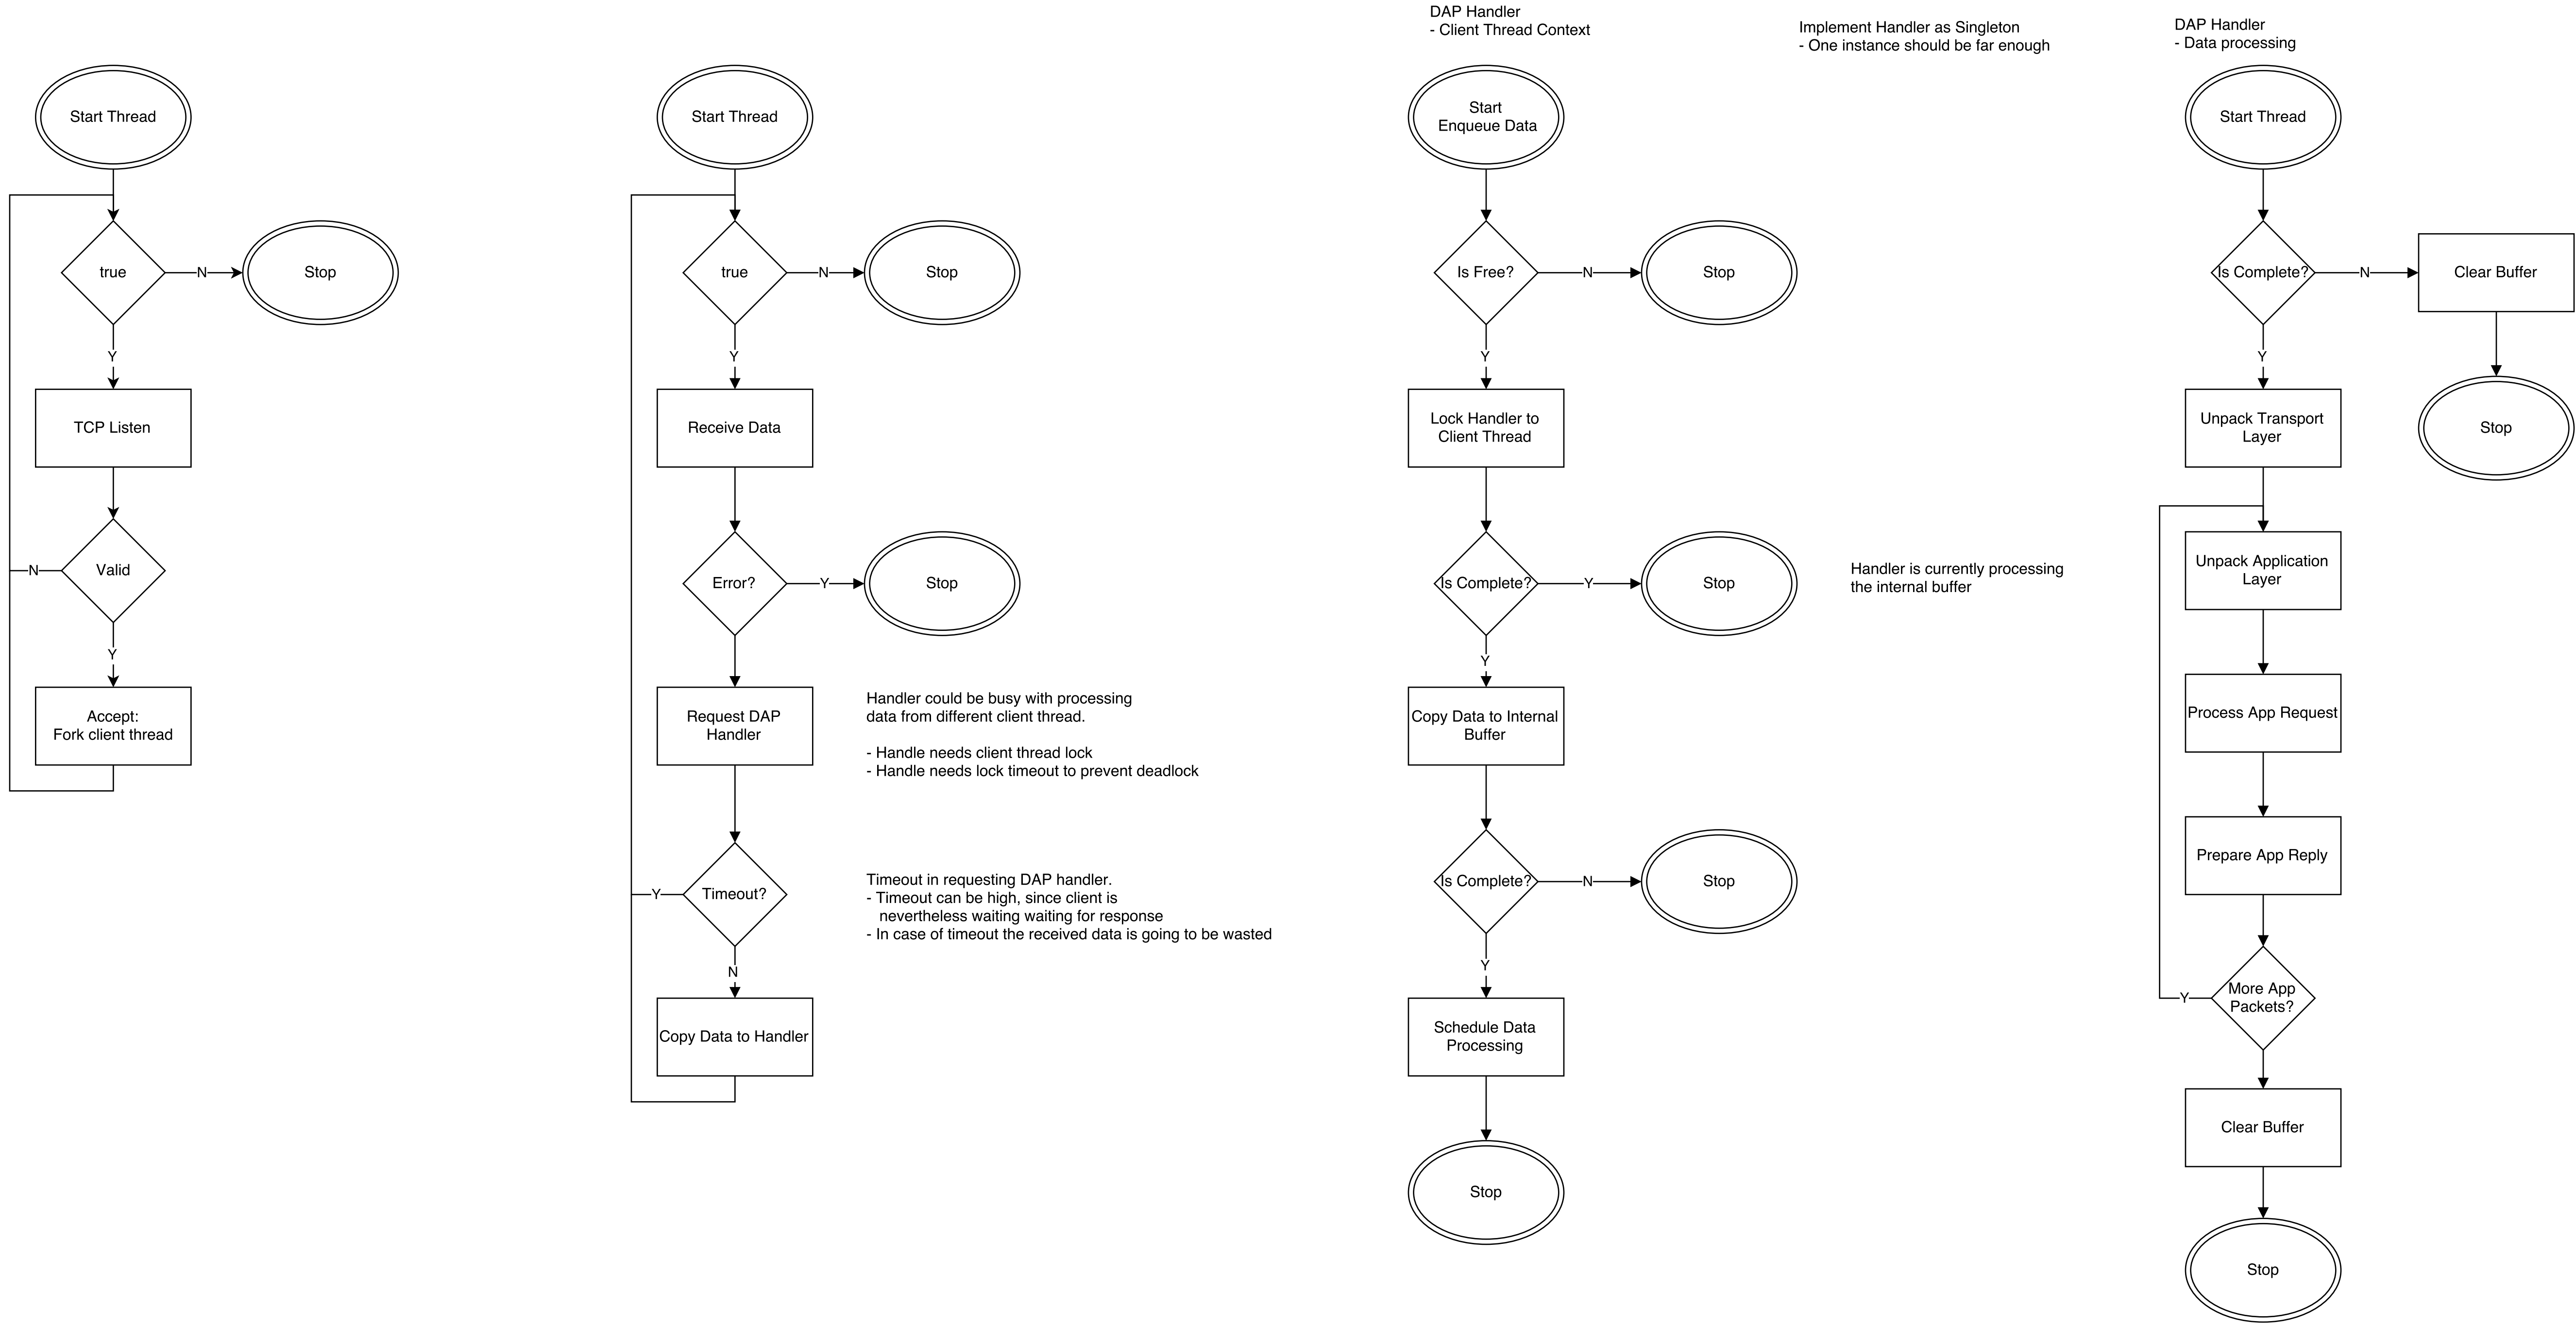 Start Thread
true
N
Stop
Y
TCP Listen
Valid
N
Y
Accept:
Fork client thread
Start Thread
true
N
Stop
Y
Receive Data
Error?
Y
Stop
Request DAP
Handler
Handler could be busy with processing
data from different client thread.
- Handle needs client thread lock
- Handle needs lock timeout to prevent deadlock
Timeout?
Y
Timeout in requesting DAP handler.
- Timeout can be high, since client is
nevertheless waiting waiting for response
- In case of timeout the received data is going to be wasted
N
Copy Data to Handler
DAP Handler
- Client Thread Context
Implement Handler as Singleton
- One instance should be far enough
Start
Enqueue Data
Is Free?
N
Stop
Y
Lock Handler to
Client Thread
Is Complete?
Y
Stop
Handler is currently processing
the internal buffer
Y
Copy Data to Internal
Buffer
Is Complete?
N
Stop
Y
Schedule Data
Processing
Stop
DAP Handler
- Data processing
Start Thread
Is Complete?
N
Clear Buffer
Stop
Y
Unpack Transport
Layer
Unpack Application
Layer
Process App Request
Prepare App Reply
More App
Packets?
Y
Clear Buffer
Stop